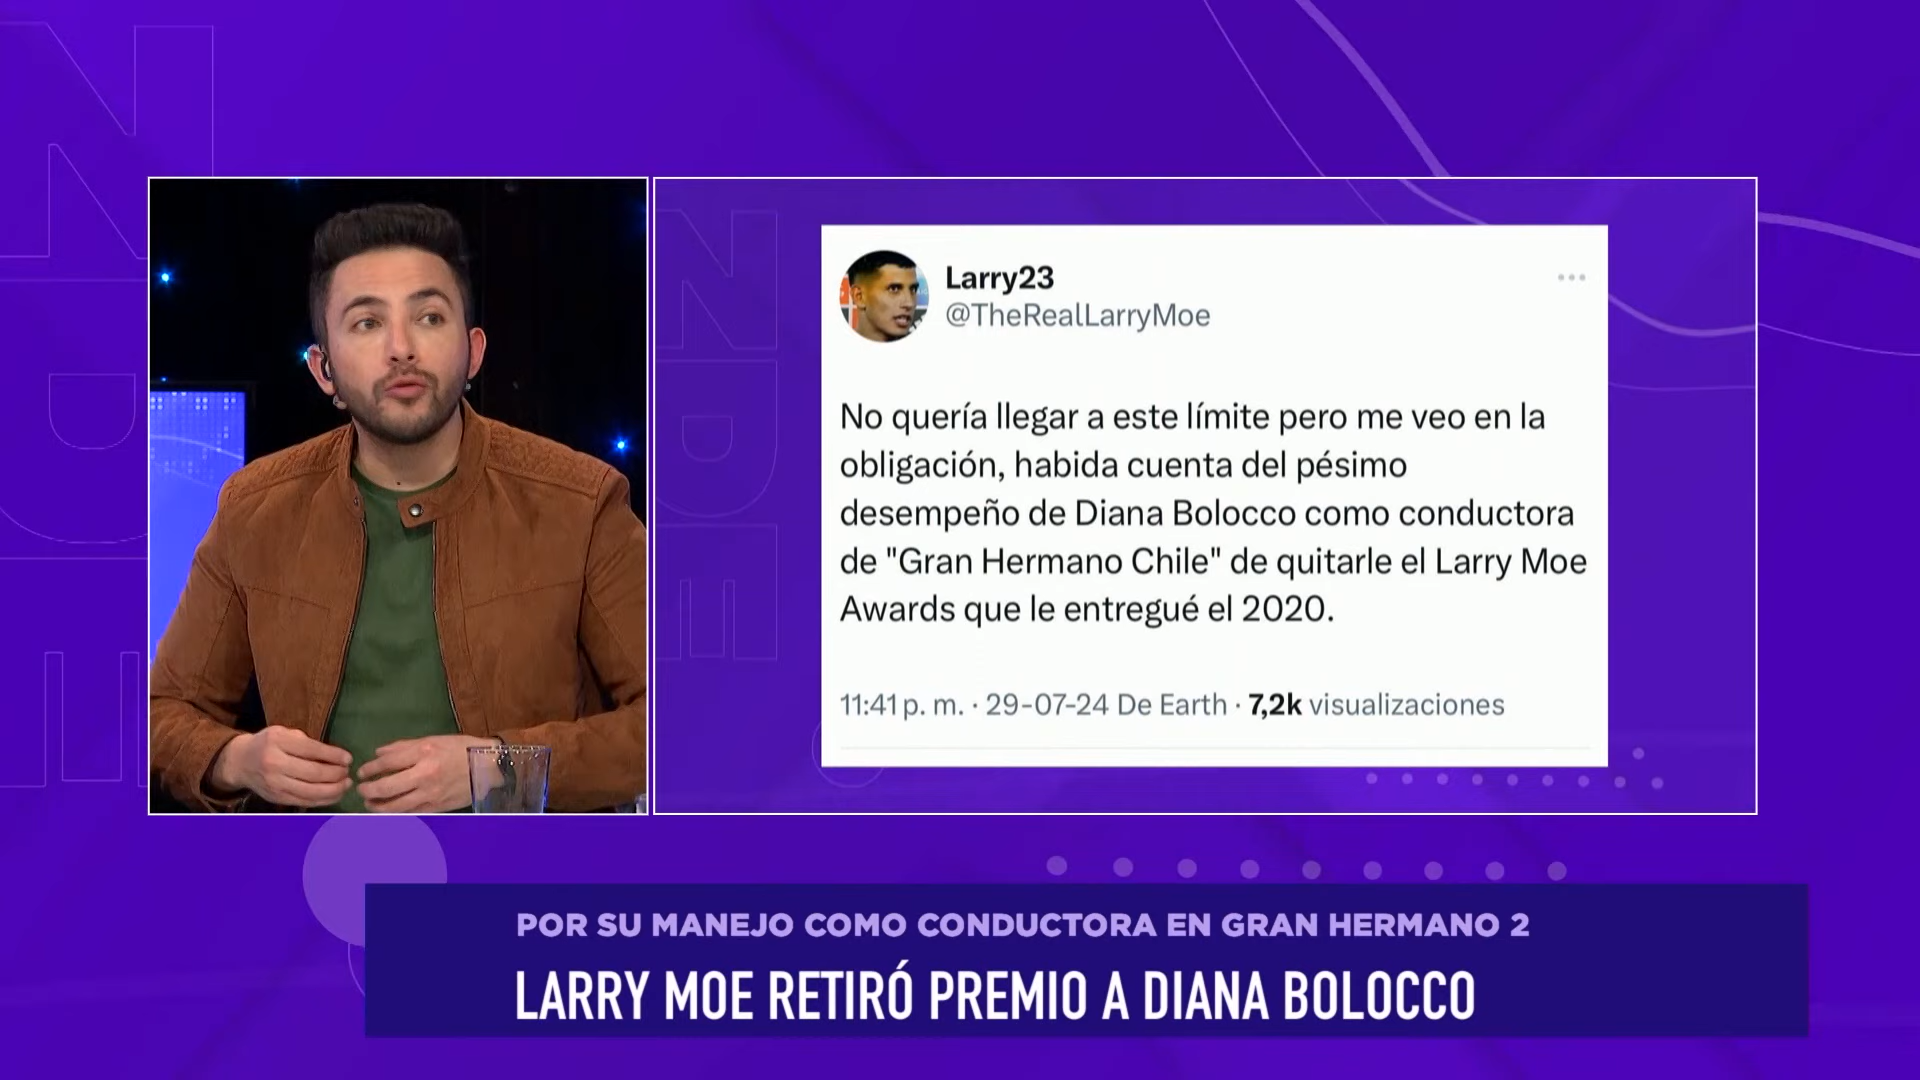 Larry23
@TheRealLarryMoe
No quería llegar a este límite pero me veo en la
obligación, habida cuenta del pésimo
desempeño de Diana Bolocco como conductora
de "Gran Hermano Chile" de quitarle el Larry Moe
Awards que le entregué el 2020.
11:41 p. m. · 29-07-24 De Earth · 7,2k visualizaciones
POR SU MANEJO COMO CONDUCTORA EN GRAN HERMANO 2
LARRY MOE RETIRÓ PREMIO A DIANA BOLOCCO